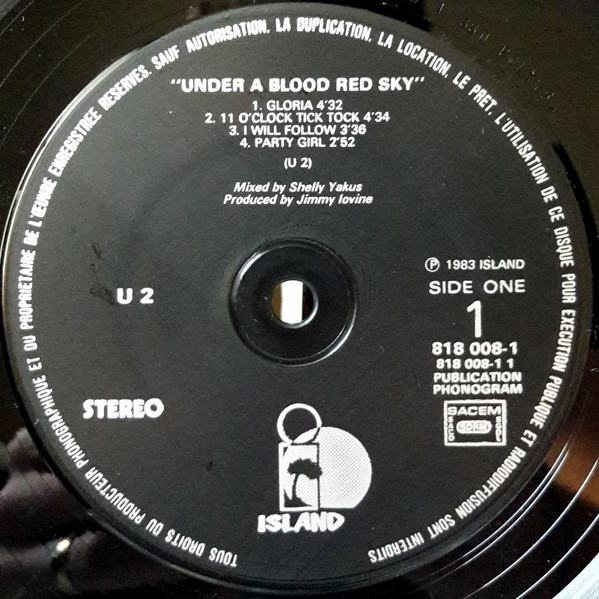 TOUS DROITS DU PRODUCTEUR PHONOGRAPHIQUE ET DU PROPRIETAIRE DE L'ŒUVRE ENREGISTREE RESERVES. SAUF AUTORISATION, LA DUPLICATION, LA LOCATION, LE PRET, L'UTILISATION DE CE DISQUE POUR EXECUTION PUBLIQUE ET RADIODIFFUSION SONT INTERDITS
"UNDER A BLOOD RED SKY"
1. GLORIA 4'32
2. 11 O'CLOCK TICK TOCK 4'34
3. I WILL FOLLOW 3'36
4. PARTY GIRL 2'52
(U 2)
Mixed by Shelly Yakus
Produced by Jimmy Iovine
U 2
STEREO
℗ 1983 ISLAND
SIDE ONE
1
818 008-1
818 008-1 1
PUBLICATION
PHONOGRAM
SACEM
SACD
SDRM
SGDL
ISLAND